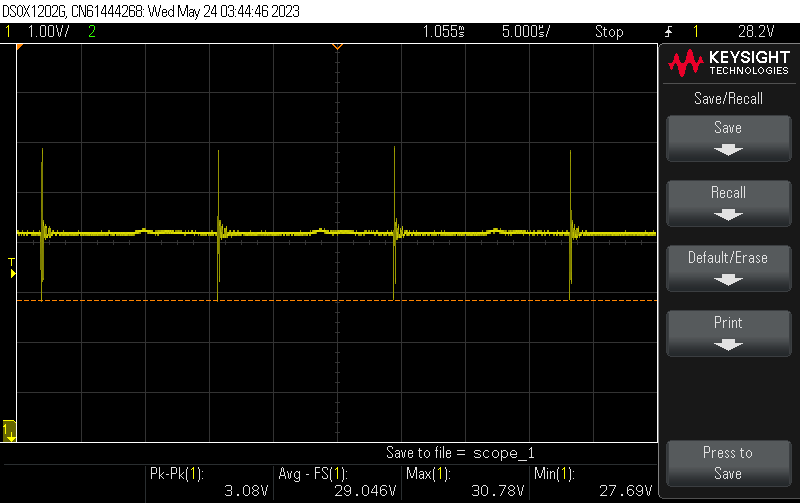 DSOX1202G, CN61444268: Wed May 24 03:44:46 2023
1 1.00V/ 2 1.055ms 5.000s/ Stop 1 28.2V
KEYSIGHT
TECHNOLOGIES
Save/Recall
Save
Recall
Default/Erase
Print
T
1
Save to file = scope_1
Press to
Save
Pk-Pk(1): Avg - FS(1): Max(1): Min(1):
3.08V 29.046V 30.78V 27.69V